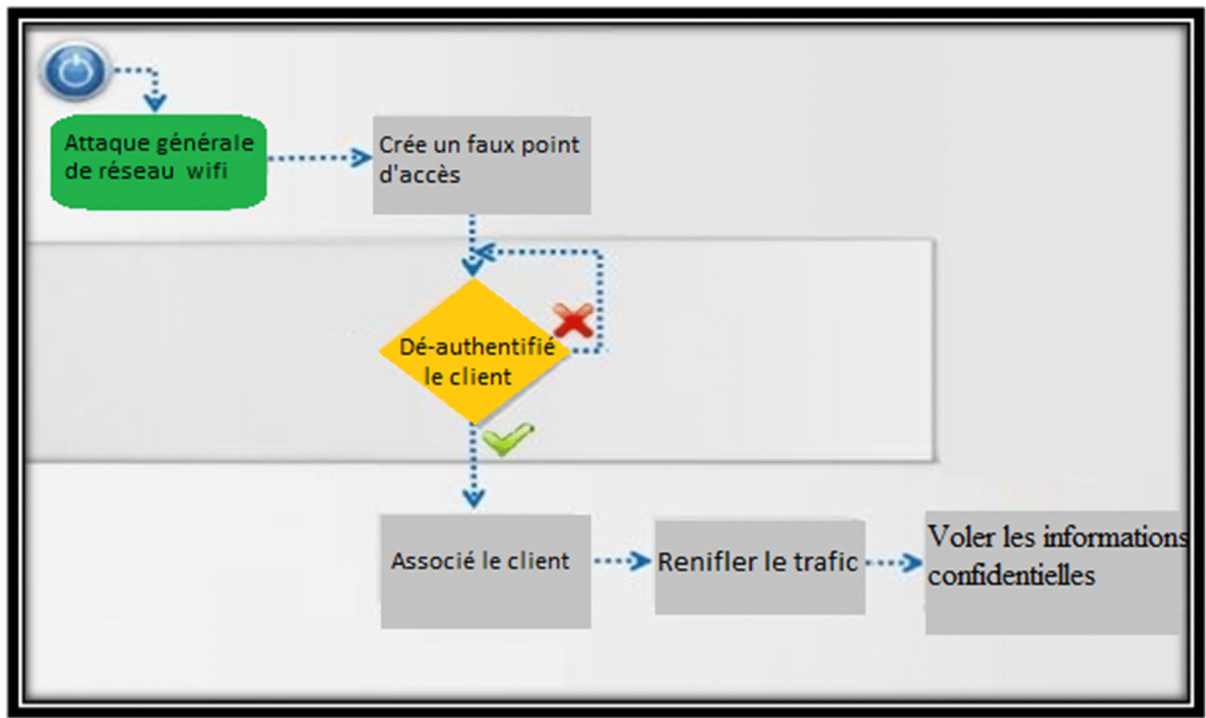 Attaque générale
de réseau wifi
Crée un faux point
d'accès
Dé-authentifié
le client
Associé le client
Renifler le trafic
Voler les informations
confidentielles